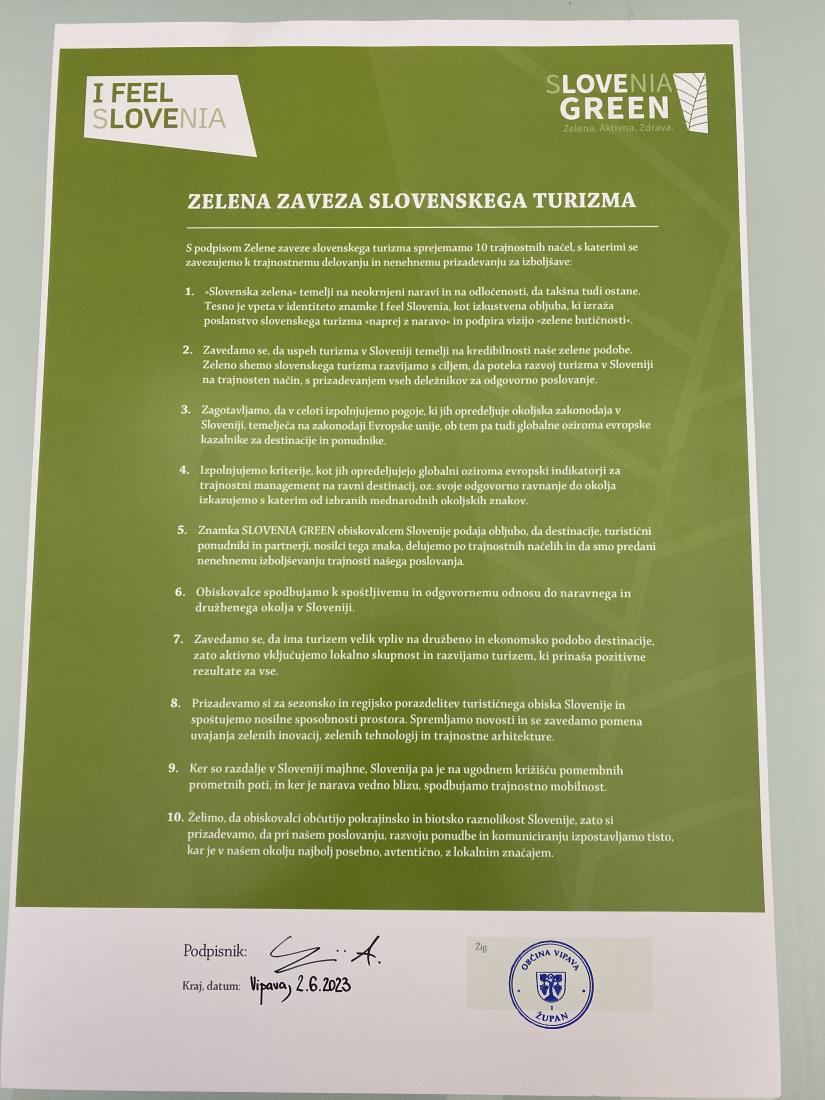 I FEEL
SLOVENIA
SLOVENIA
GREEN
Zelena. Aktivna. Zdrava.
ZELENA ZAVEZA SLOVENSKEGA TURIZMA
S podpisom Zelene zaveze slovenskega turizma sprejemamo 10 trajnostnih načel, s katerimi se
zavezujemo k trajnostnemu delovanju in nenehnemu prizadevanju za izboljšave:
1. »Slovenska zelena« temelji na neokrnjeni naravi in na odločenosti, da takšna tudi ostane.
Tesno je vpeta v identiteto znamke I feel Slovenia, kot izkustvena obljuba, ki izraža
poslanstvo slovenskega turizma »naprej z naravo« in podpira vizijo »zelene butičnosti«.
2. Zavedamo se, da uspeh turizma v Sloveniji temelji na kredibilnosti naše zelene podobe.
Zeleno shemo slovenskega turizma razvijamo s ciljem, da poteka razvoj turizma v Sloveniji
na trajnosten način, s prizadevanjem vseh deležnikov za odgovorno poslovanje.
3. Zagotavljamo, da v celoti izpolnjujemo pogoje, ki jih opredeljuje okoljska zakonodaja v
Sloveniji, temelječa na zakonodaji Evropske unije, ob tem pa tudi globalne oziroma evropske
kazalnike za destinacije in ponudnike.
4. Izpolnjujemo kriterije, kot jih opredeljujejo globalni oziroma evropski indikatorji za
trajnostni management na ravni destinacij, oz. svoje odgovorno ravnanje do okolja
izkazujemo s katerim od izbranih mednarodnih okoljskih znakov.
5. Znamka SLOVENIA GREEN obiskovalcem Slovenije podaja obljubo, da destinacije, turistični
ponudniki in partnerji, nosilci tega znaka, delujemo po trajnostnih načelih in da smo predani
nenehnemu izboljševanju trajnosti našega poslovanja.
6. Obiskovalce spodbujamo k spoštljivemu in odgovornemu odnosu do naravnega in
družbenega okolja v Sloveniji.
7. Zavedamo se, da ima turizem velik vpliv na družbeno in ekonomsko podobo destinacije,
zato aktivno vključujemo lokalno skupnost in razvijamo turizem, ki prinaša pozitivne
rezultate za vse.
8. Prizadevamo si za sezonsko in regijsko porazdelitev turističnega obiska Slovenije in
spoštujemo nosilne sposobnosti prostora. Spremljamo novosti in se zavedamo pomena
uvajanja zelenih inovacij, zelenih tehnologij in trajnostne arhitekture.
9. Ker so razdalje v Sloveniji majhne, Slovenija pa je na ugodnem križišču pomembnih
prometnih poti, in ker je narava vedno blizu, spodbujamo trajnostno mobilnost.
10. Želimo, da obiskovalci občutijo pokrajinsko in biotsko raznolikost Slovenije, zato si
prizadevamo, da pri našem poslovanju, razvoju ponudbe in komuniciranju izpostavljamo tisto,
kar je v našem okolju najbolj posebno, avtentično, z lokalnim značajem.
Podpisnik:
Kraj, datum: Vipava, 2.6.2023
Žig
OBČINA VIPAVA
1
ŽUPAN